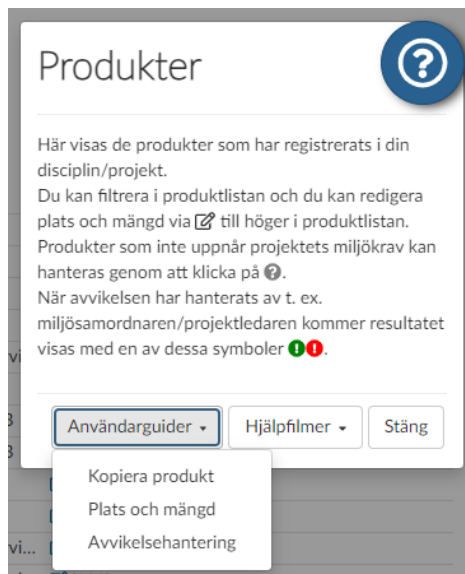 Produkter
Här visas de produkter som har registrerats i din
disciplin/projekt.
Du kan filtrera i produktlistan och du kan redigera
plats och mängd via till höger i produktlistan.
Produkter som inte uppnår projektets miljökrav kan
hanteras genom att klicka på ?.
När avvikelsen har hanterats av t. ex.
miljösamordnaren/projektledaren kommer resultatet
visas med en av dessa symboler !!.
Användarguider
Hjälpfilmer
Stäng
Kopiera produkt
Plats och mängd
Avvikelsehantering